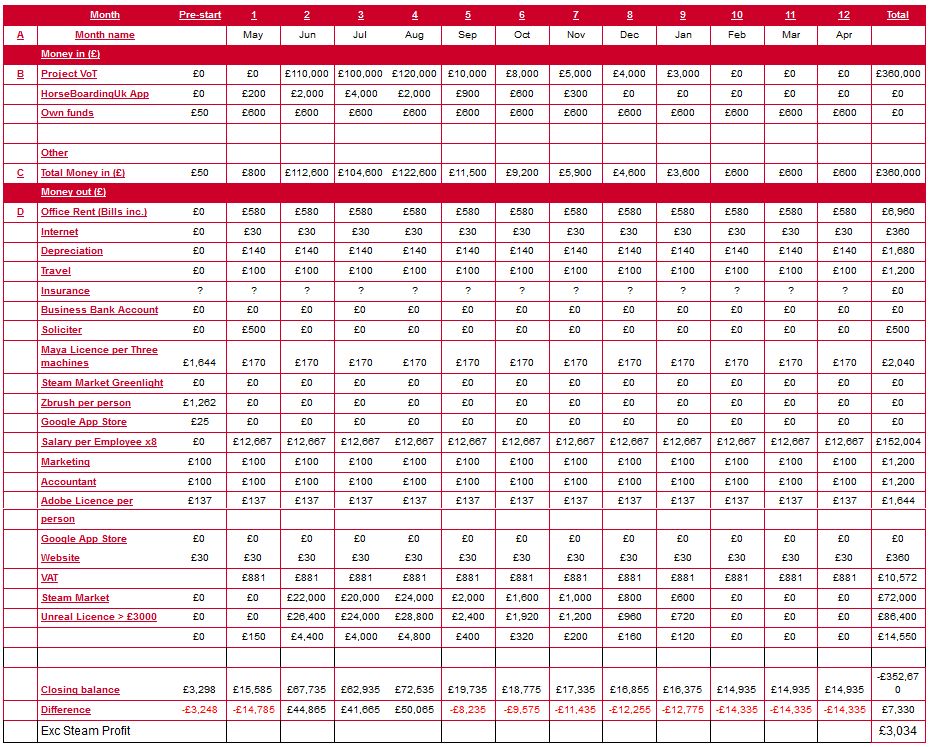 Month Pre-start 1 2 3 4 5 6 7 8 9 10 11 12 Total
A Month name May Jun Jul Aug Sep Oct Nov Dec Jan Feb Mar Apr
Money in (£)
B Project VoT £0 £0 £110,000 £100,000 £120,000 £10,000 £8,000 £5,000 £4,000 £3,000 £0 £0 £0 £360,000
HorseBoardingUk App £0 £200 £2,000 £4,000 £2,000 £900 £600 £300 £0 £0 £0 £0 £0 £0
Own funds £50 £600 £600 £600 £600 £600 £600 £600 £600 £600 £600 £600 £600 £0
Other
C Total Money in (£) £50 £800 £112,600 £104,600 £122,600 £11,500 £9,200 £5,900 £4,600 £3,600 £600 £600 £600 £360,000
Money out (£)
D Office Rent (Bills inc.) £0 £580 £580 £580 £580 £580 £580 £580 £580 £580 £580 £580 £580 £6,960
Internet £0 £30 £30 £30 £30 £30 £30 £30 £30 £30 £30 £30 £30 £360
Depreciation £0 £140 £140 £140 £140 £140 £140 £140 £140 £140 £140 £140 £140 £1,680
Travel £0 £100 £100 £100 £100 £100 £100 £100 £100 £100 £100 £100 £100 £1,200
Insurance ? ? ? ? ? ? ? ? ? ? ? ? ? £0
Business Bank Account £0 £0 £0 £0 £0 £0 £0 £0 £0 £0 £0 £0 £0 £0
Soliciter £0 £500 £0 £0 £0 £0 £0 £0 £0 £0 £0 £0 £0 £500
Maya Licence per Three
machines £1,644 £170 £170 £170 £170 £170 £170 £170 £170 £170 £170 £170 £170 £2,040
Steam Market Greenlight £0 £0 £0 £0 £0 £0 £0 £0 £0 £0 £0 £0 £0 £0
Zbrush per person £1,262 £0 £0 £0 £0 £0 £0 £0 £0 £0 £0 £0 £0 £0
Google App Store £25 £0 £0 £0 £0 £0 £0 £0 £0 £0 £0 £0 £0 £0
Salary per Employee x8 £0 £12,667 £12,667 £12,667 £12,667 £12,667 £12,667 £12,667 £12,667 £12,667 £12,667 £12,667 £12,667 £152,004
Marketing £100 £100 £100 £100 £100 £100 £100 £100 £100 £100 £100 £100 £100 £1,200
Accountant £100 £100 £100 £100 £100 £100 £100 £100 £100 £100 £100 £100 £100 £1,200
Adobe Licence per £137 £137 £137 £137 £137 £137 £137 £137 £137 £137 £137 £137 £137 £1,644
person
Google App Store £0 £0 £0 £0 £0 £0 £0 £0 £0 £0 £0 £0 £0 £0
Website £30 £30 £30 £30 £30 £30 £30 £30 £30 £30 £30 £30 £30 £360
VAT £881 £881 £881 £881 £881 £881 £881 £881 £881 £881 £881 £881 £10,572
Steam Market £0 £0 £22,000 £20,000 £24,000 £2,000 £1,600 £1,000 £800 £600 £0 £0 £0 £72,000
Unreal Licence > £3000 £0 £0 £26,400 £24,000 £28,800 £2,400 £1,920 £1,200 £960 £720 £0 £0 £0 £86,400
£0 £150 £4,400 £4,000 £4,800 £400 £320 £200 £160 £120 £0 £0 £0 £14,550
-£352,67
Closing balance £3,298 £15,585 £67,735 £62,935 £72,535 £19,735 £18,775 £17,335 £16,855 £16,375 £14,935 £14,935 £14,935 0
Difference -£3,248 -£14,785 £44,865 £41,665 £50,065 -£8,235 -£9,575 -£11,435 -£12,255 -£12,775 -£14,335 -£14,335 -£14,335 £7,330
Exc Steam Profit £3,034